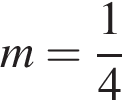 m = 1/4